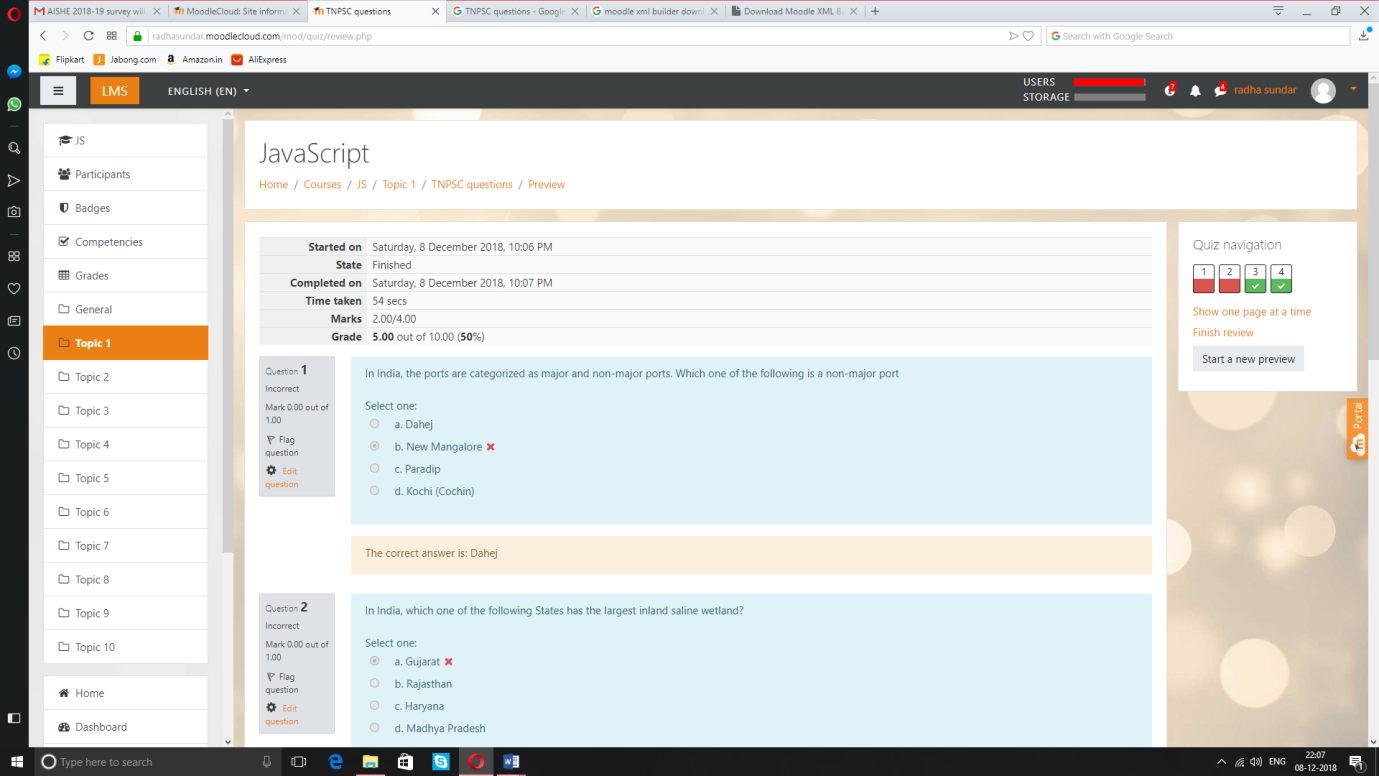 AISHE 2018-19 survey will
MoodleCloud: Site inform
TNPSC questions
TNPSC questions - Google
moodle xml builder downl
Download Moodle XML B
radhasundar.moodlecloud.com/mod/quiz/review.php
Search with Google Search
Flipkart
Jabong.com
Amazon.in
AliExpress
LMS
ENGLISH (EN)
USERS
STORAGE
7
4
radha sundar
JS
Participants
Badges
Competencies
Grades
General
Topic 1
Topic 2
Topic 3
Topic 4
Topic 5
Topic 6
Topic 7
Topic 8
Topic 9
Topic 10
Home
Dashboard
JavaScript
Home / Courses / JS / Topic 1 / TNPSC questions / Preview
Started on Saturday, 8 December 2018, 10:06 PM
State Finished
Completed on Saturday, 8 December 2018, 10:07 PM
Time taken 54 secs
Marks 2.00/4.00
Grade 5.00 out of 10.00 (50%)
Question 1
Incorrect
Mark 0.00 out of
1.00
Flag
question
Edit
question
In India, the ports are categorized as major and non-major ports. Which one of the following is a non-major port
Select one:
a. Dahej
b. New Mangalore
c. Paradip
d. Kochi (Cochin)
The correct answer is: Dahej
Question 2
Incorrect
Mark 0.00 out of
1.00
Flag
question
Edit
question
In India, which one of the following States has the largest inland saline wetland?
Select one:
a. Gujarat
b. Rajasthan
c. Haryana
d. Madhya Pradesh
Quiz navigation
1 2 3 4
Show one page at a time
Finish review
Start a new preview
Portal
Type here to search
ENG
22:07
08-12-2018
1